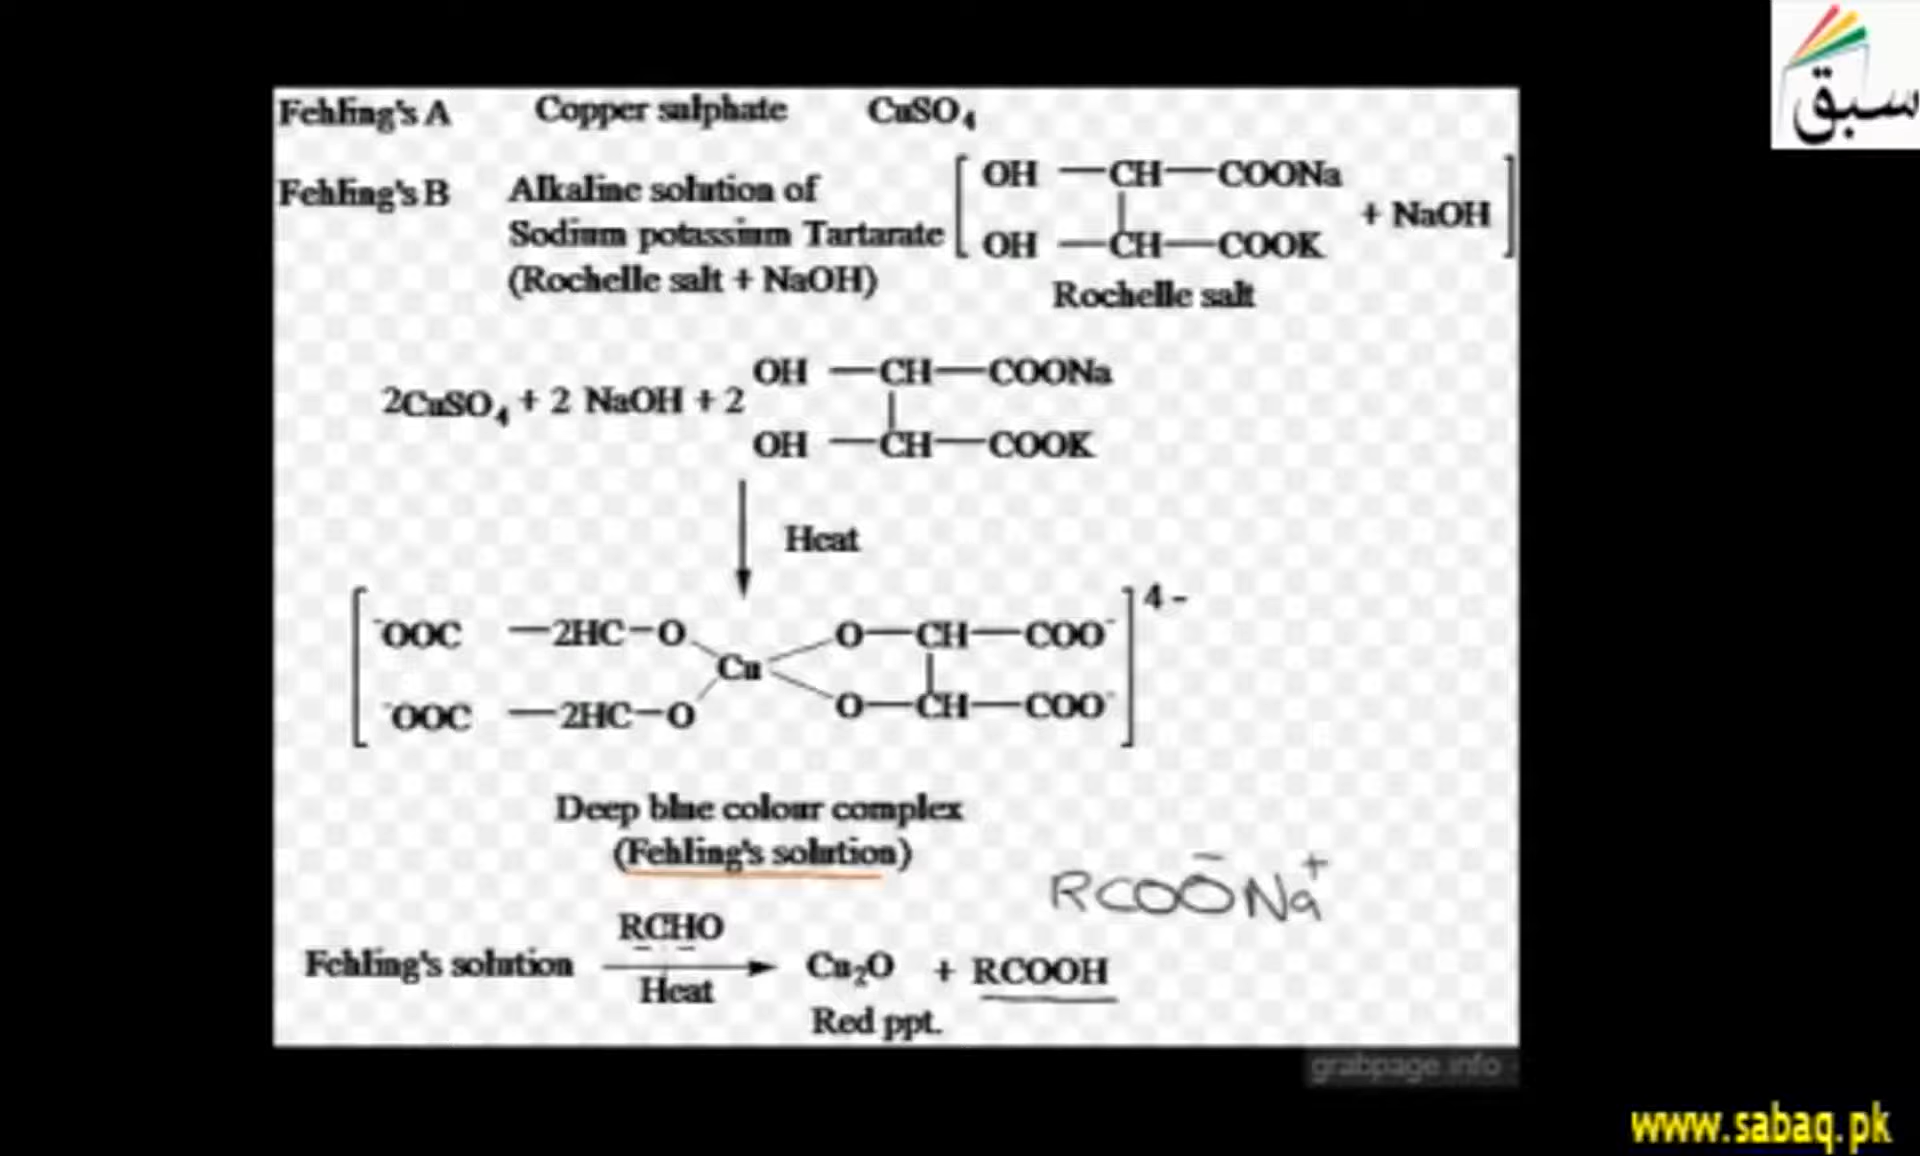 سبق
Fehling's A Copper sulphate CuSO₄
Fehling's B Alkaline solution of Sodium potassium Tartarate (Rochelle salt + NaOH)
[ OH —CH—COONa
OH —CH—COOK + NaOH ]
Rochelle salt
2CuSO₄ + 2 NaOH + 2
OH —CH—COONa
OH —CH—COOK
Heat
[ ⁻OOC —2HC—O Cu O—CH—COO⁻ ]⁴⁻
⁻OOC —2HC—O O—CH—COO⁻
Deep blue colour complex
(Fehling's solution)
RCOO⁻Na⁺
RCHO
Fehling's solution → Cu₂O + RCOOH
Heat
Red ppt.
grabpage.info
www.sabaq.pk